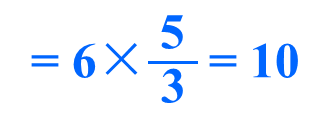 = 6 × 5/3 = 10